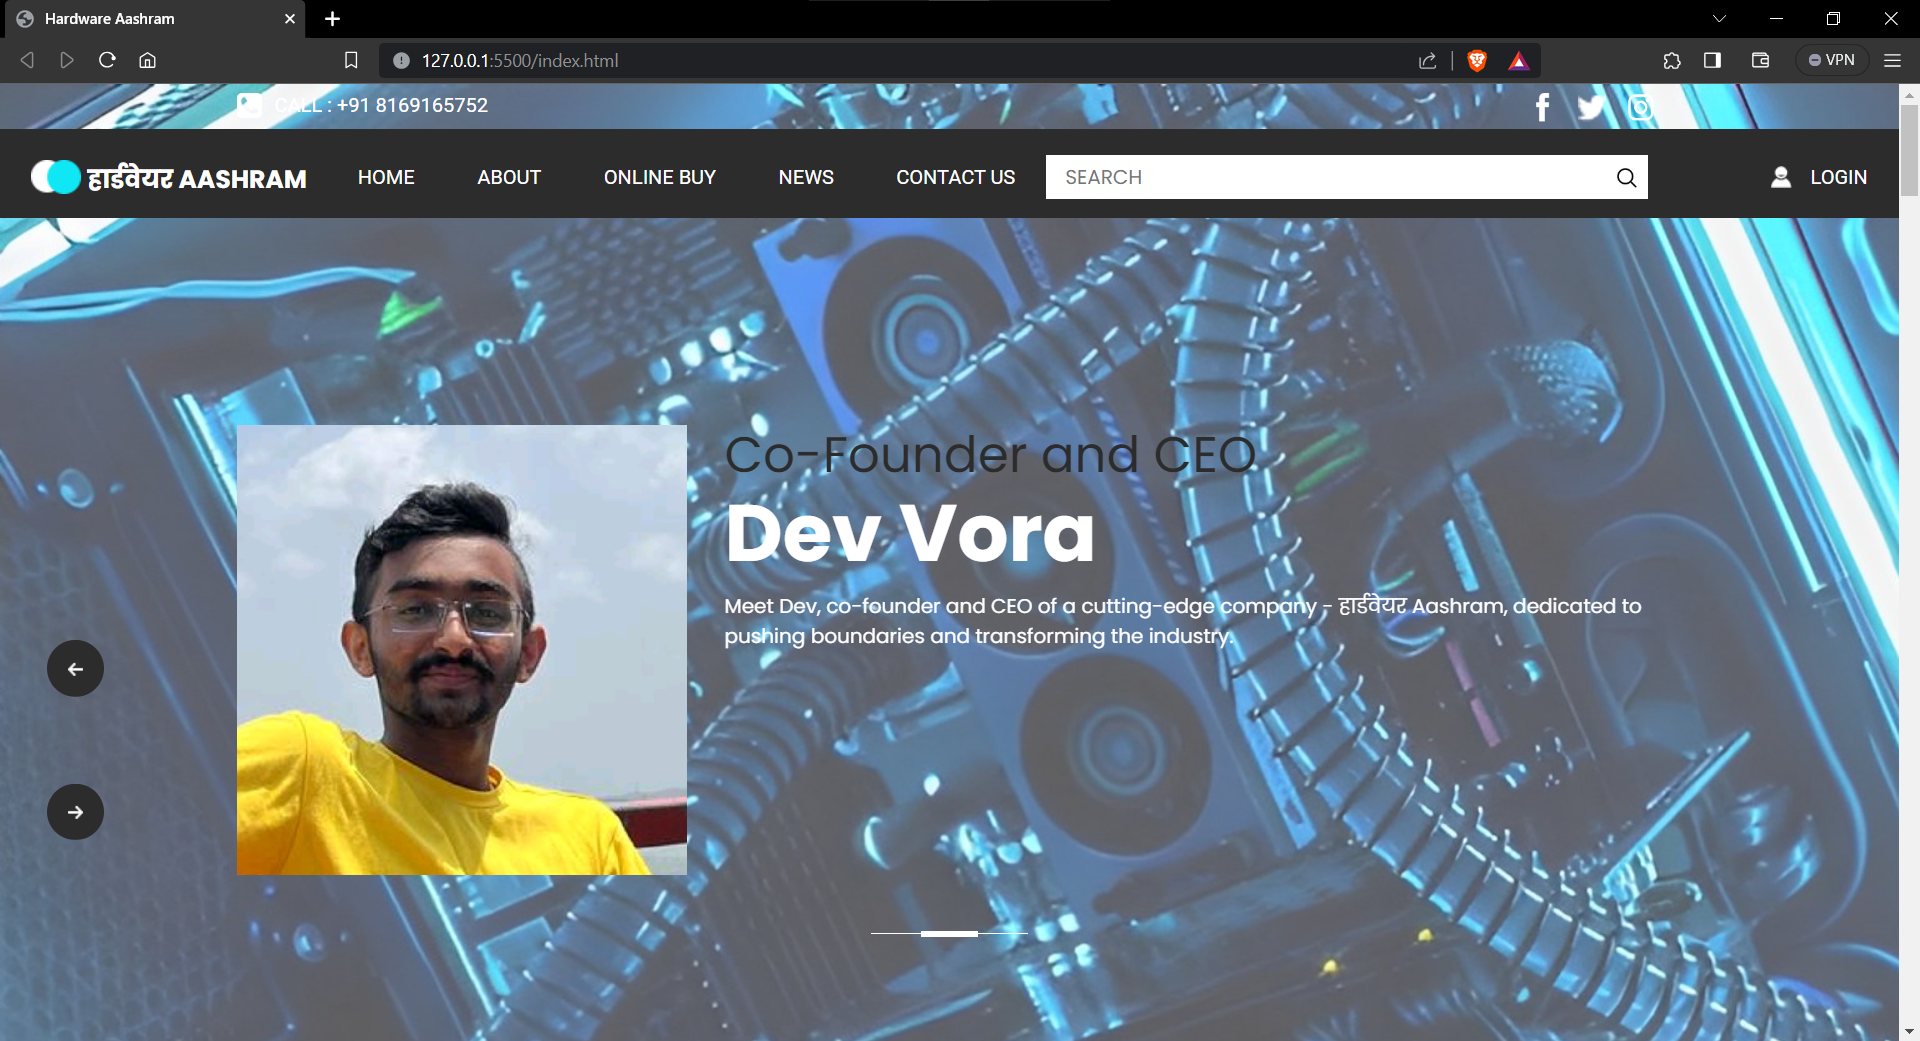 Hardware Aashram
127.0.0.1:5500/index.html
VPN
CALL : +91 8169165752
हार्डवेयर AASHRAM
HOME
ABOUT
ONLINE BUY
NEWS
CONTACT US
SEARCH
LOGIN
Co-Founder and CEO
Dev Vora
Meet Dev, co-founder and CEO of a cutting-edge company - हार्डवेयर Aashram, dedicated to
pushing boundaries and transforming the industry.